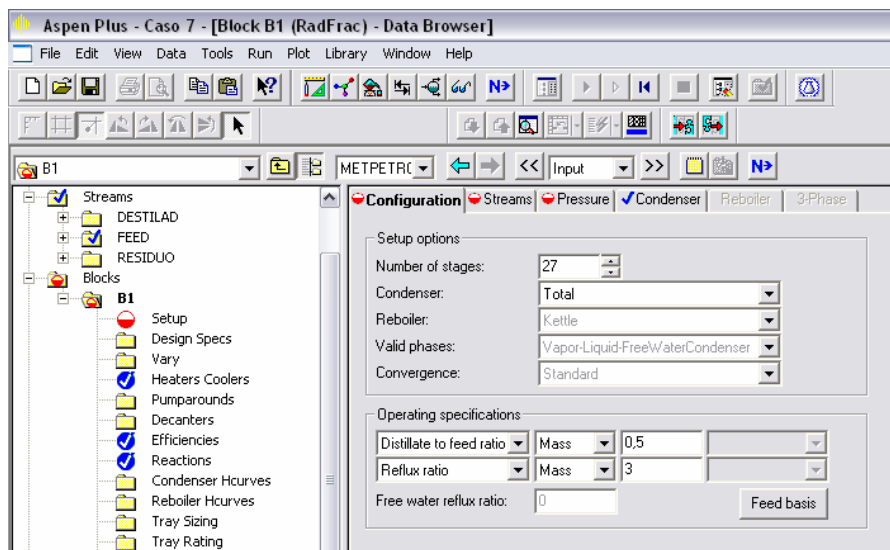 Aspen Plus - Caso 7 - [Block B1 (RadFrac) - Data Browser]
File Edit View Data Tools Run Plot Library Window Help
N
B1 METPETR( << Input >> N
Streams
DESTILAD
FEED
RESIDUO
Blocks
B1
Setup
Design Specs
Vary
Heaters Coolers
Pumparounds
Decanters
Efficiencies
Reactions
Condenser Hcurves
Reboiler Hcurves
Tray Sizing
Tray Rating
Configuration Streams Pressure Condenser Reboiler 3-Phase
Setup options
Number of stages: 27
Condenser: Total
Reboiler: Kettle
Valid phases: Vapor-Liquid-FreeWaterCondenser
Convergence: Standard
Operating specifications
Distillate to feed ratio Mass 0,5
Reflux ratio Mass 3
Free water reflux ratio: 0 Feed basis